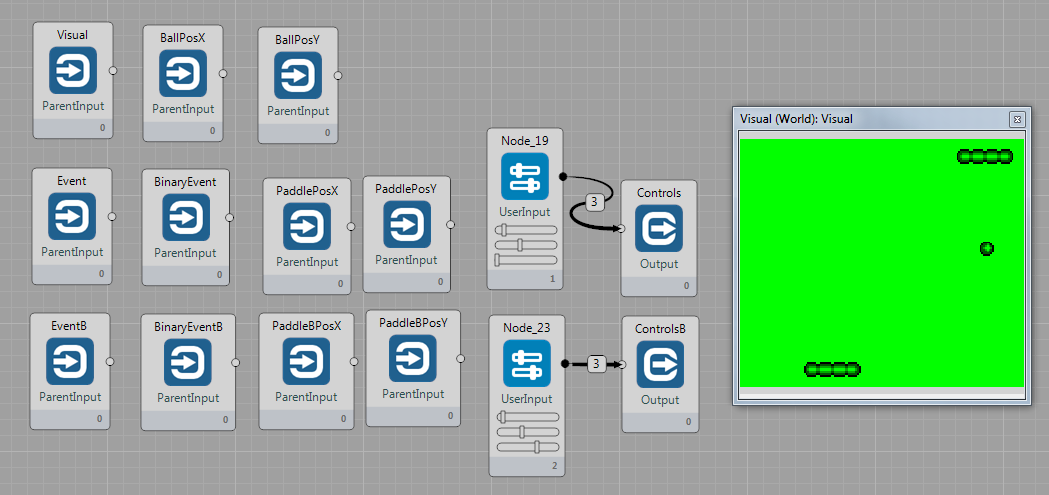 Visual
ParentInput
0
BallPosX
ParentInput
0
BallPosY
ParentInput
0
Event
ParentInput
0
BinaryEvent
ParentInput
0
PaddlePosX
ParentInput
0
PaddlePosY
ParentInput
0
Node_19
UserInput
1
3
Controls
Output
0
EventB
ParentInput
0
BinaryEventB
ParentInput
0
PaddleBPosX
ParentInput
0
PaddleBPosY
ParentInput
0
Node_23
UserInput
2
3
ControlsB
Output
0
Visual (World): Visual